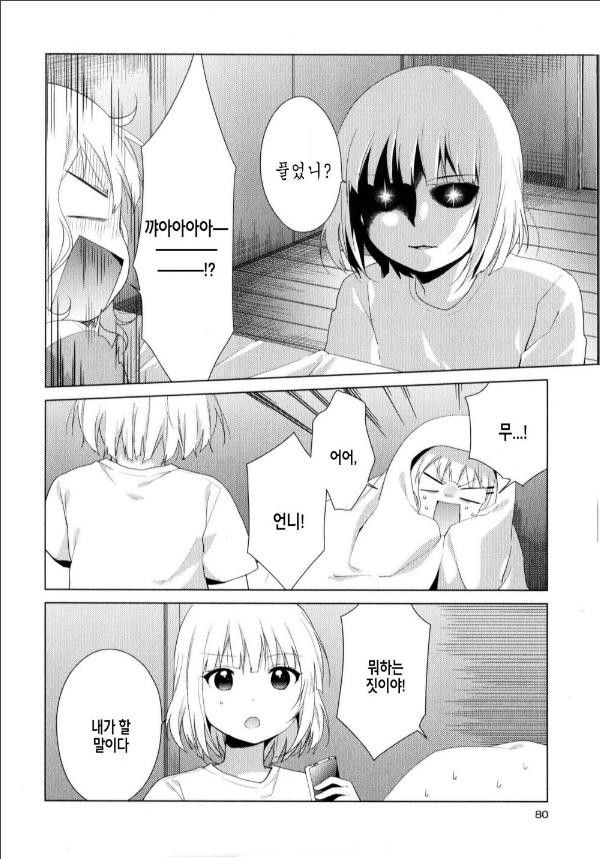 풀었니?
꺄아아아아—
———!?
무...!
어어,
언니!
뭐하는
짓이야!
내가 할
말이다
80